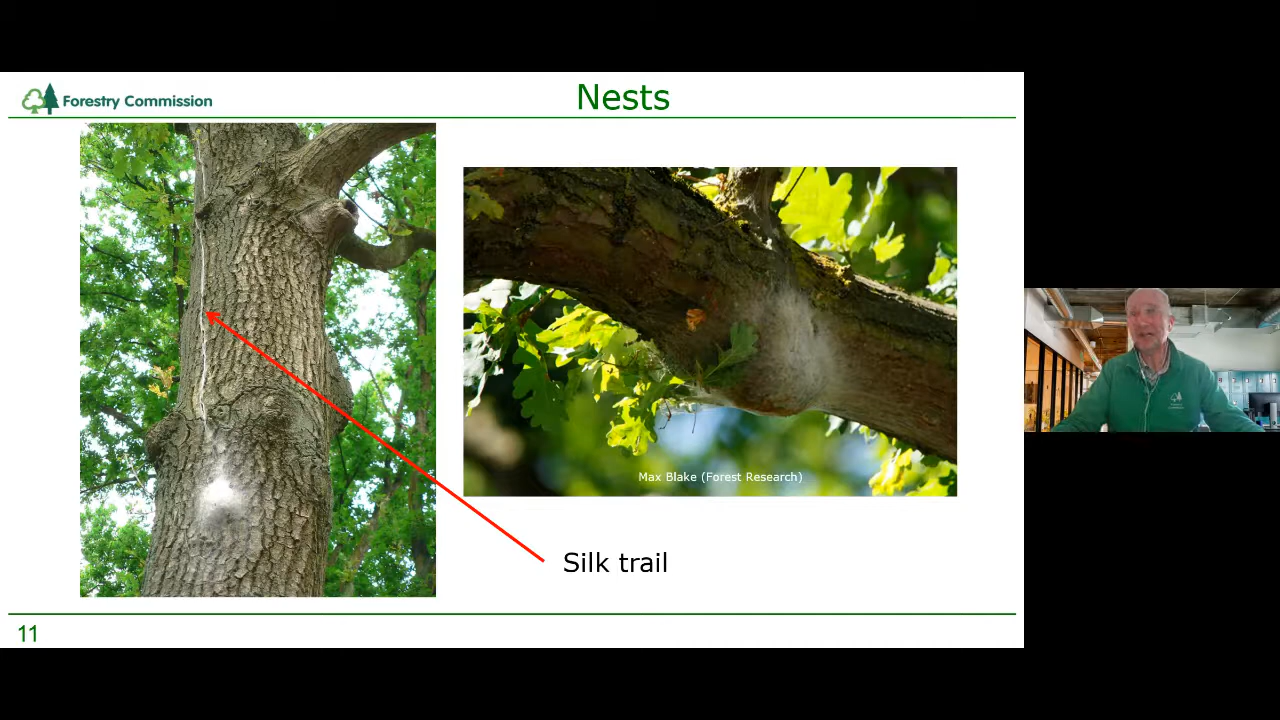 Forestry Commission
Nests
Max Blake (Forest Research)
Silk trail
11